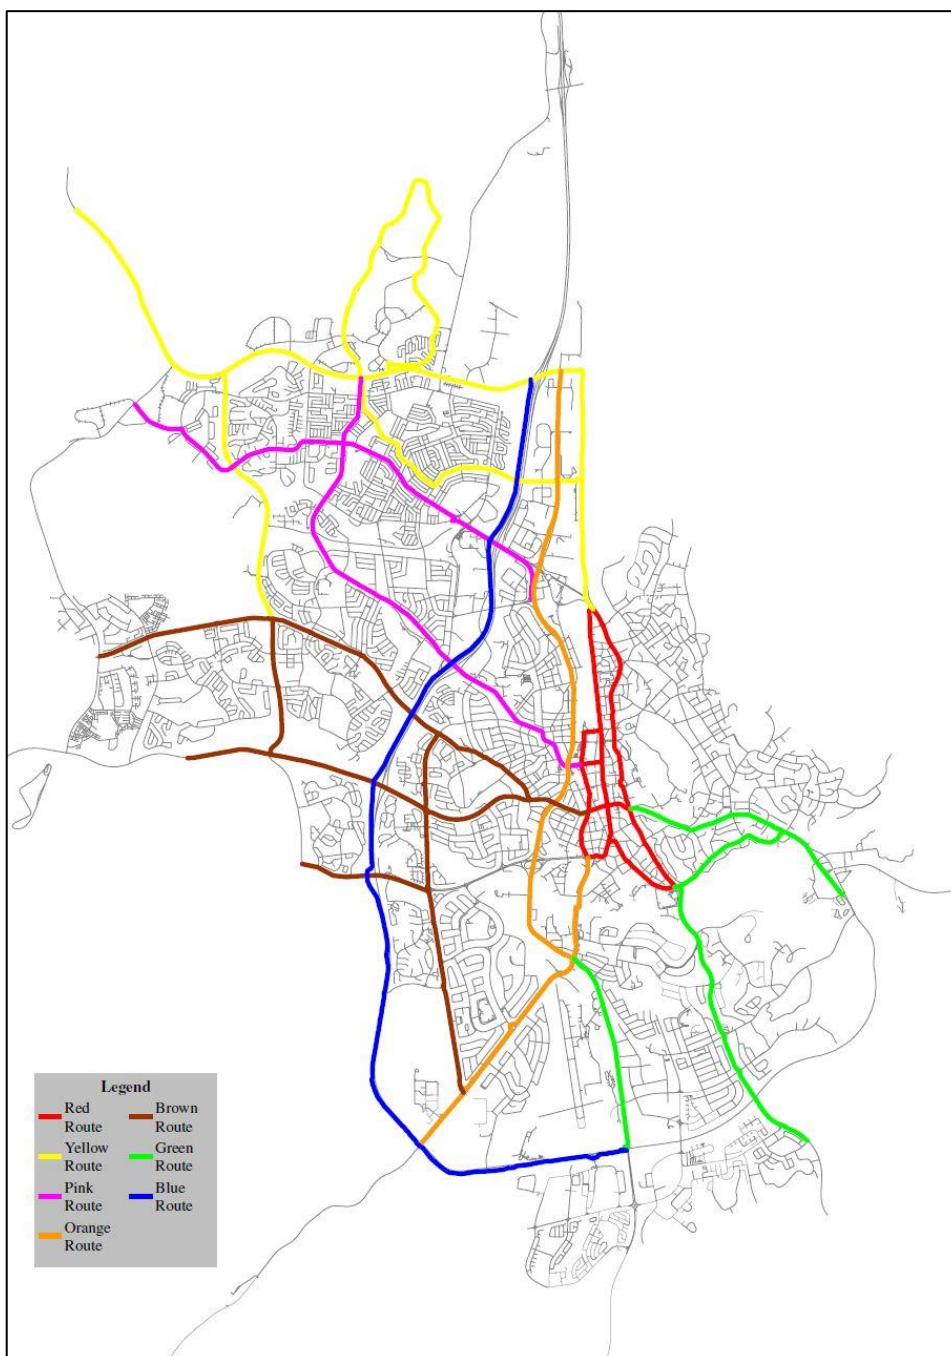 Legend
Red
Route
Brown
Route
Yellow
Route
Green
Route
Pink
Route
Blue
Route
Orange
Route